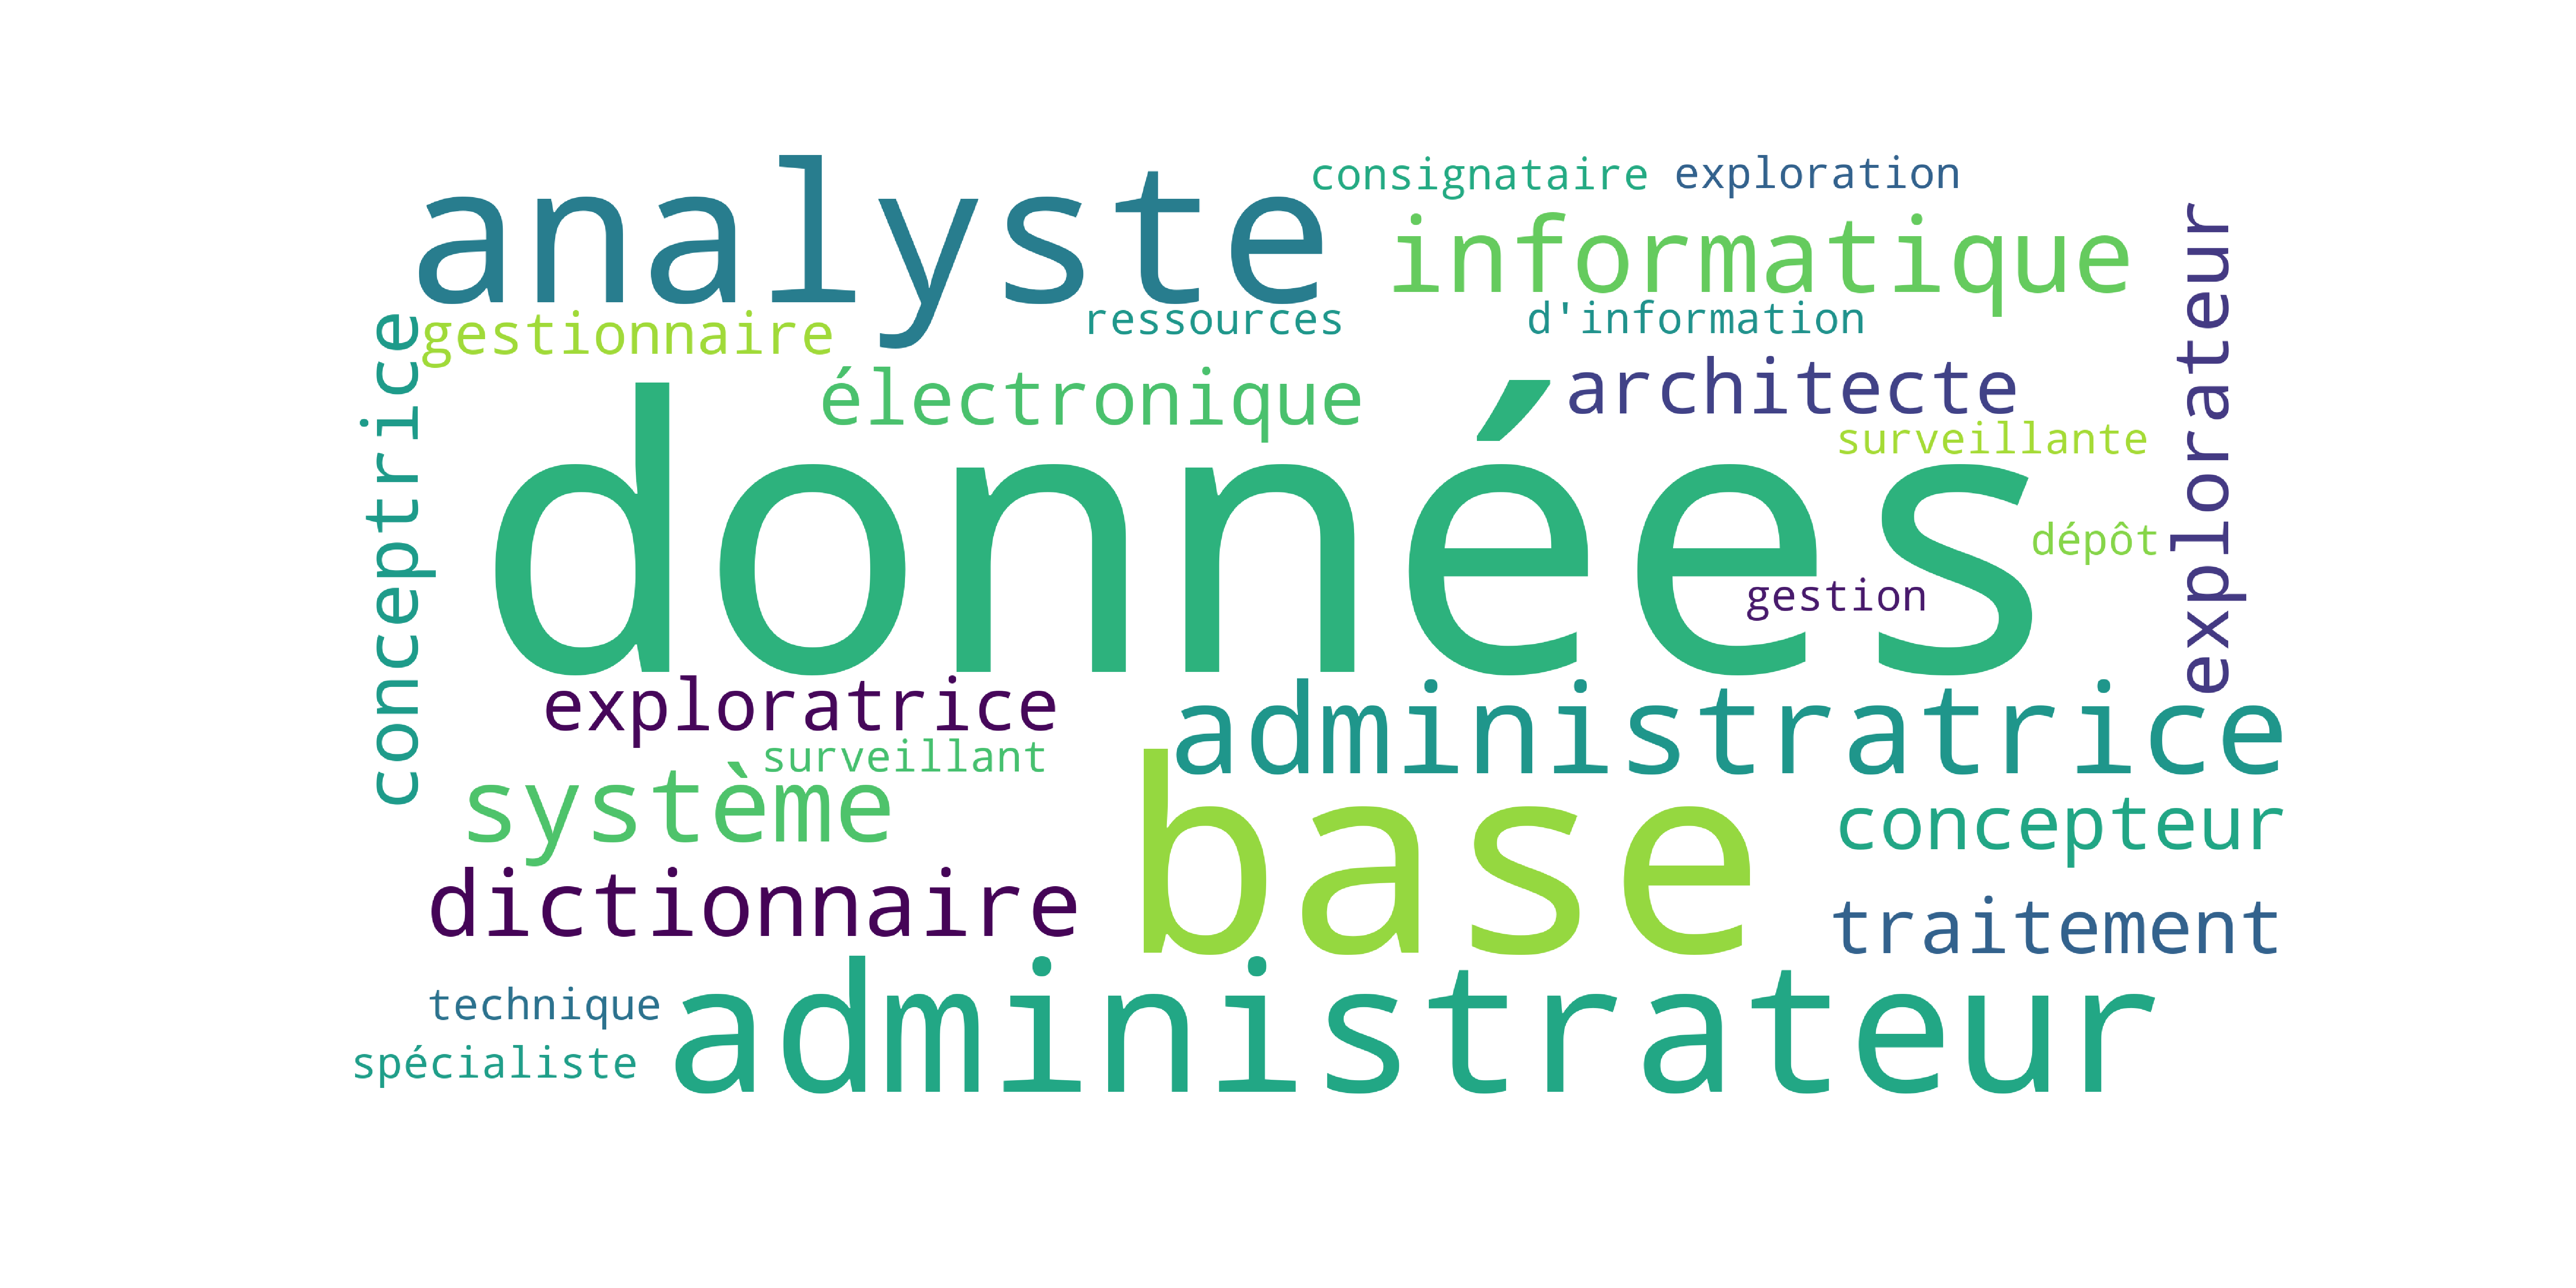 analyste
consignataire
exploration
informatique
explorateur
gestionnaire
ressources
d'information
conceptrice
électronique
architecte
surveillante
données
dépôt
gestion
exploratrice
administratrice
surveillant
système
base
concepteur
dictionnaire
traitement
technique
administrateur
spécialiste